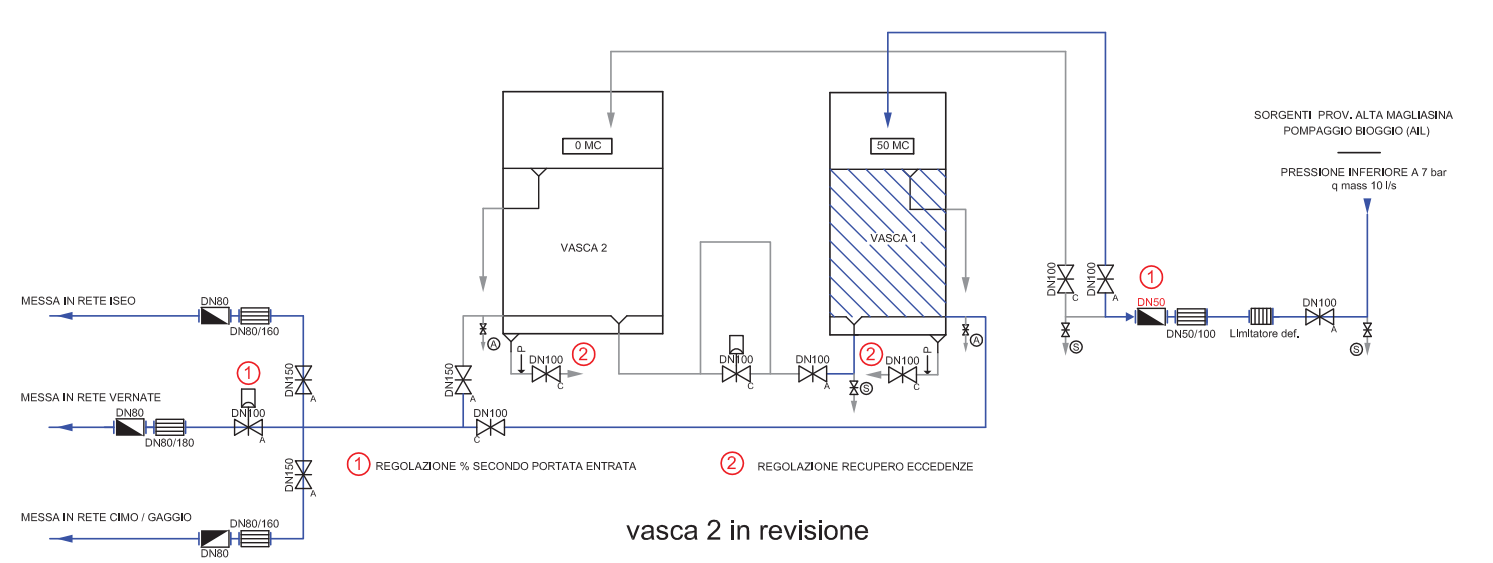 SORGENTI PROV. ALTA MAGLIASINA
POMPAGGIO BIOGGIO (AIL)
PRESSIONE INFERIORE A 7 bar
q mass 10 l/s
0 MC
50 MC
VASCA 2
VASCA 1
DN100
C
DN100
A
1
DN50
DN50/100
LImItatore def.
DN100
A
S
S
MESSA IN RETE ISEO
DN80
DN80/160
A
A
P
DN100
C
2
DN100
C
DN100
A
2
S
P
DN100
C
DN150
A
DN150
A
1
MESSA IN RETE VERNATE
DN80
DN80/180
DN100
A
DN100
C
DN150
A
1 REGOLAZIONE % SECONDO PORTATA ENTRATA
2 REGOLAZIONE RECUPERO ECCEDENZE
MESSA IN RETE CIMO / GAGGIO
DN80/160
DN80
vasca 2 in revisione